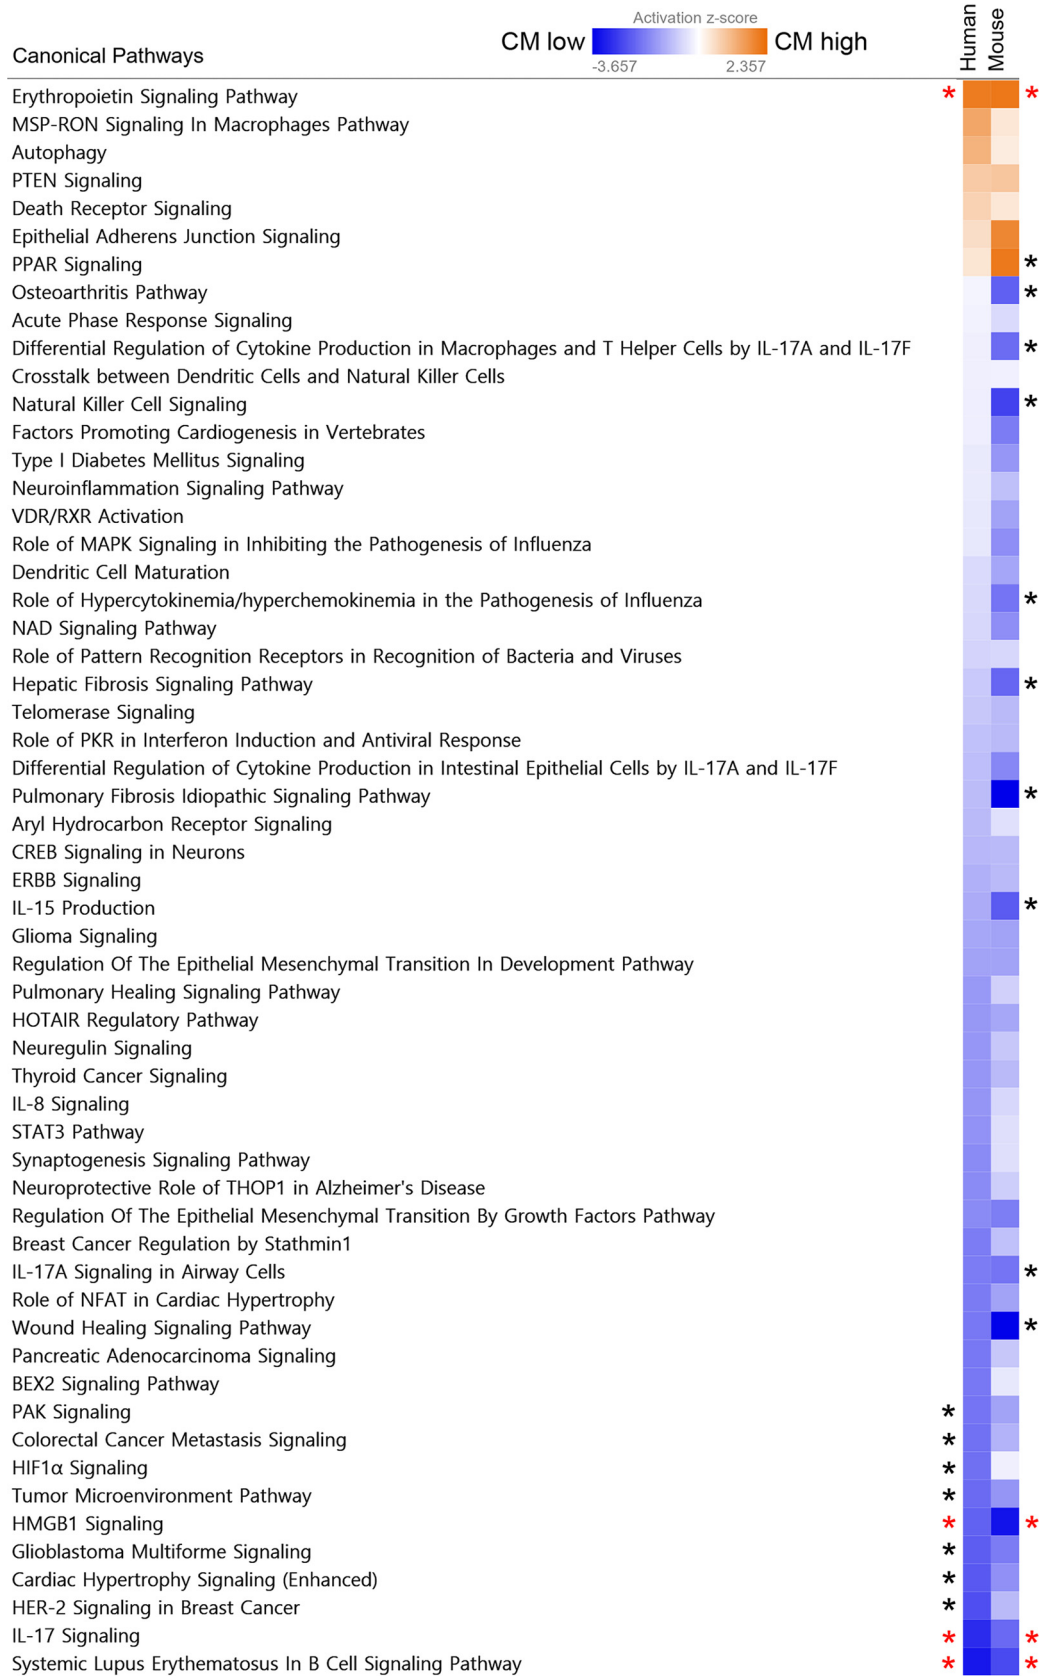 Activation z-score
CM low CM high
-3.657 2.357
Human
Mouse
Canonical Pathways
Erythropoietin Signaling Pathway * *
MSP-RON Signaling In Macrophages Pathway
Autophagy
PTEN Signaling
Death Receptor Signaling
Epithelial Adherens Junction Signaling
PPAR Signaling *
Osteoarthritis Pathway *
Acute Phase Response Signaling
Differential Regulation of Cytokine Production in Macrophages and T Helper Cells by IL-17A and IL-17F *
Crosstalk between Dendritic Cells and Natural Killer Cells
Natural Killer Cell Signaling *
Factors Promoting Cardiogenesis in Vertebrates
Type I Diabetes Mellitus Signaling
Neuroinflammation Signaling Pathway
VDR/RXR Activation
Role of MAPK Signaling in Inhibiting the Pathogenesis of Influenza
Dendritic Cell Maturation
Role of Hypercytokinemia/hyperchemokinemia in the Pathogenesis of Influenza *
NAD Signaling Pathway
Role of Pattern Recognition Receptors in Recognition of Bacteria and Viruses
Hepatic Fibrosis Signaling Pathway *
Telomerase Signaling
Role of PKR in Interferon Induction and Antiviral Response
Differential Regulation of Cytokine Production in Intestinal Epithelial Cells by IL-17A and IL-17F
Pulmonary Fibrosis Idiopathic Signaling Pathway *
Aryl Hydrocarbon Receptor Signaling
CREB Signaling in Neurons
ERBB Signaling
IL-15 Production *
Glioma Signaling
Regulation Of The Epithelial Mesenchymal Transition In Development Pathway
Pulmonary Healing Signaling Pathway
HOTAIR Regulatory Pathway
Neuregulin Signaling
Thyroid Cancer Signaling
IL-8 Signaling
STAT3 Pathway
Synaptogenesis Signaling Pathway
Neuroprotective Role of THOP1 in Alzheimer's Disease
Regulation Of The Epithelial Mesenchymal Transition By Growth Factors Pathway
Breast Cancer Regulation by Stathmin1
IL-17A Signaling in Airway Cells *
Role of NFAT in Cardiac Hypertrophy
Wound Healing Signaling Pathway *
Pancreatic Adenocarcinoma Signaling
BEX2 Signaling Pathway
PAK Signaling *
Colorectal Cancer Metastasis Signaling *
HIF1α Signaling *
Tumor Microenvironment Pathway *
HMGB1 Signaling * *
Glioblastoma Multiforme Signaling *
Cardiac Hypertrophy Signaling (Enhanced) *
HER-2 Signaling in Breast Cancer *
IL-17 Signaling * *
Systemic Lupus Erythematosus In B Cell Signaling Pathway * *